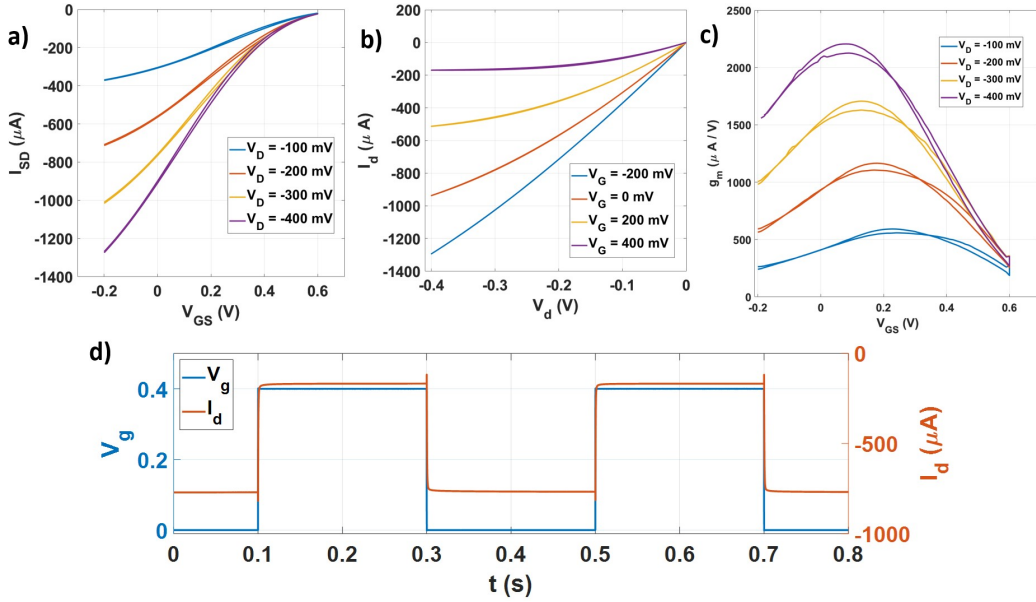 a)
I_SD (μA)
0
-200
-400
-600
-800
-1000
-1200
-1400
V_D = -100 mV
V_D = -200 mV
V_D = -300 mV
V_D = -400 mV
-0.2
0
0.2
0.4
0.6
V_GS (V)
b)
I_d (μ A)
200
0
-200
-400
-600
-800
-1000
-1200
-1400
V_G = -200 mV
V_G = 0 mV
V_G = 200 mV
V_G = 400 mV
-0.4
-0.3
-0.2
-0.1
0
V_d (V)
c)
g_m (μ A / V)
2500
2000
1500
1000
500
0
V_D = -100 mV
V_D = -200 mV
V_D = -300 mV
V_D = -400 mV
-0.2
0
0.2
0.4
0.6
V_GS (V)
d)
V_g
0.4
0.2
0
V_g
I_d
0
-500
-1000
I_d (μA)
0
0.1
0.2
0.3
0.4
0.5
0.6
0.7
0.8
t (s)